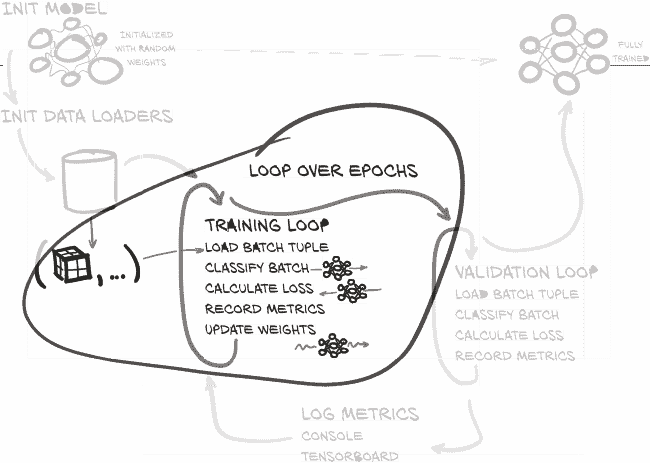 INIT MODEL
INITIALIZED
WITH RANDOM
WEIGHTS
FULLY
TRAINED
INIT DATA LOADERS
LOOP OVER EPOCHS
TRAINING LOOP
LOAD BATCH TUPLE
CLASSIFY BATCH
CALCULATE LOSS
RECORD METRICS
UPDATE WEIGHTS
( , ...)
VALIDATION LOOP
LOAD BATCH TUPLE
CLASSIFY BATCH
CALCULATE LOSS
RECORD METRICS
LOG METRICS
CONSOLE
TENSORBOARD